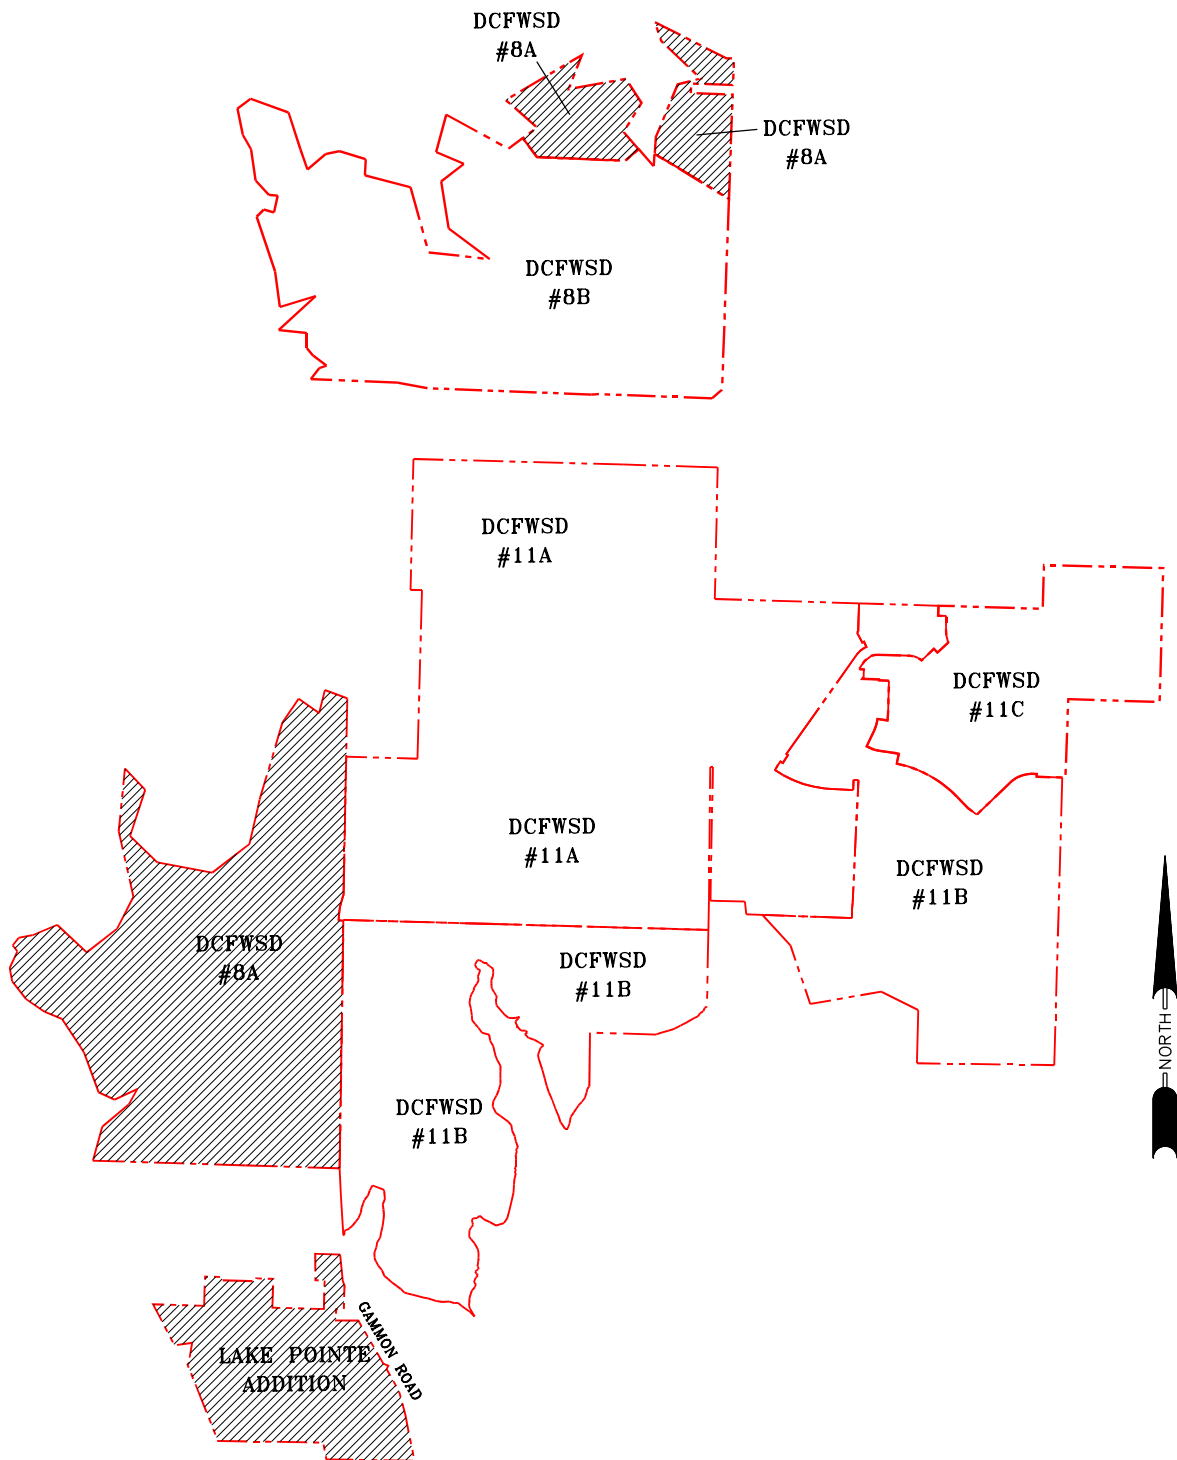 DCFWSD
#8A
DCFWSD
#8A
DCFWSD
#8B
DCFWSD
#11A
DCFWSD
#11C
DCFWSD
#11A
DCFWSD
#11B
DCFWSD
#8A
DCFWSD
#11B
NORTH
DCFWSD
#11B
GAMMON ROAD
LAKE POINTE
ADDITION